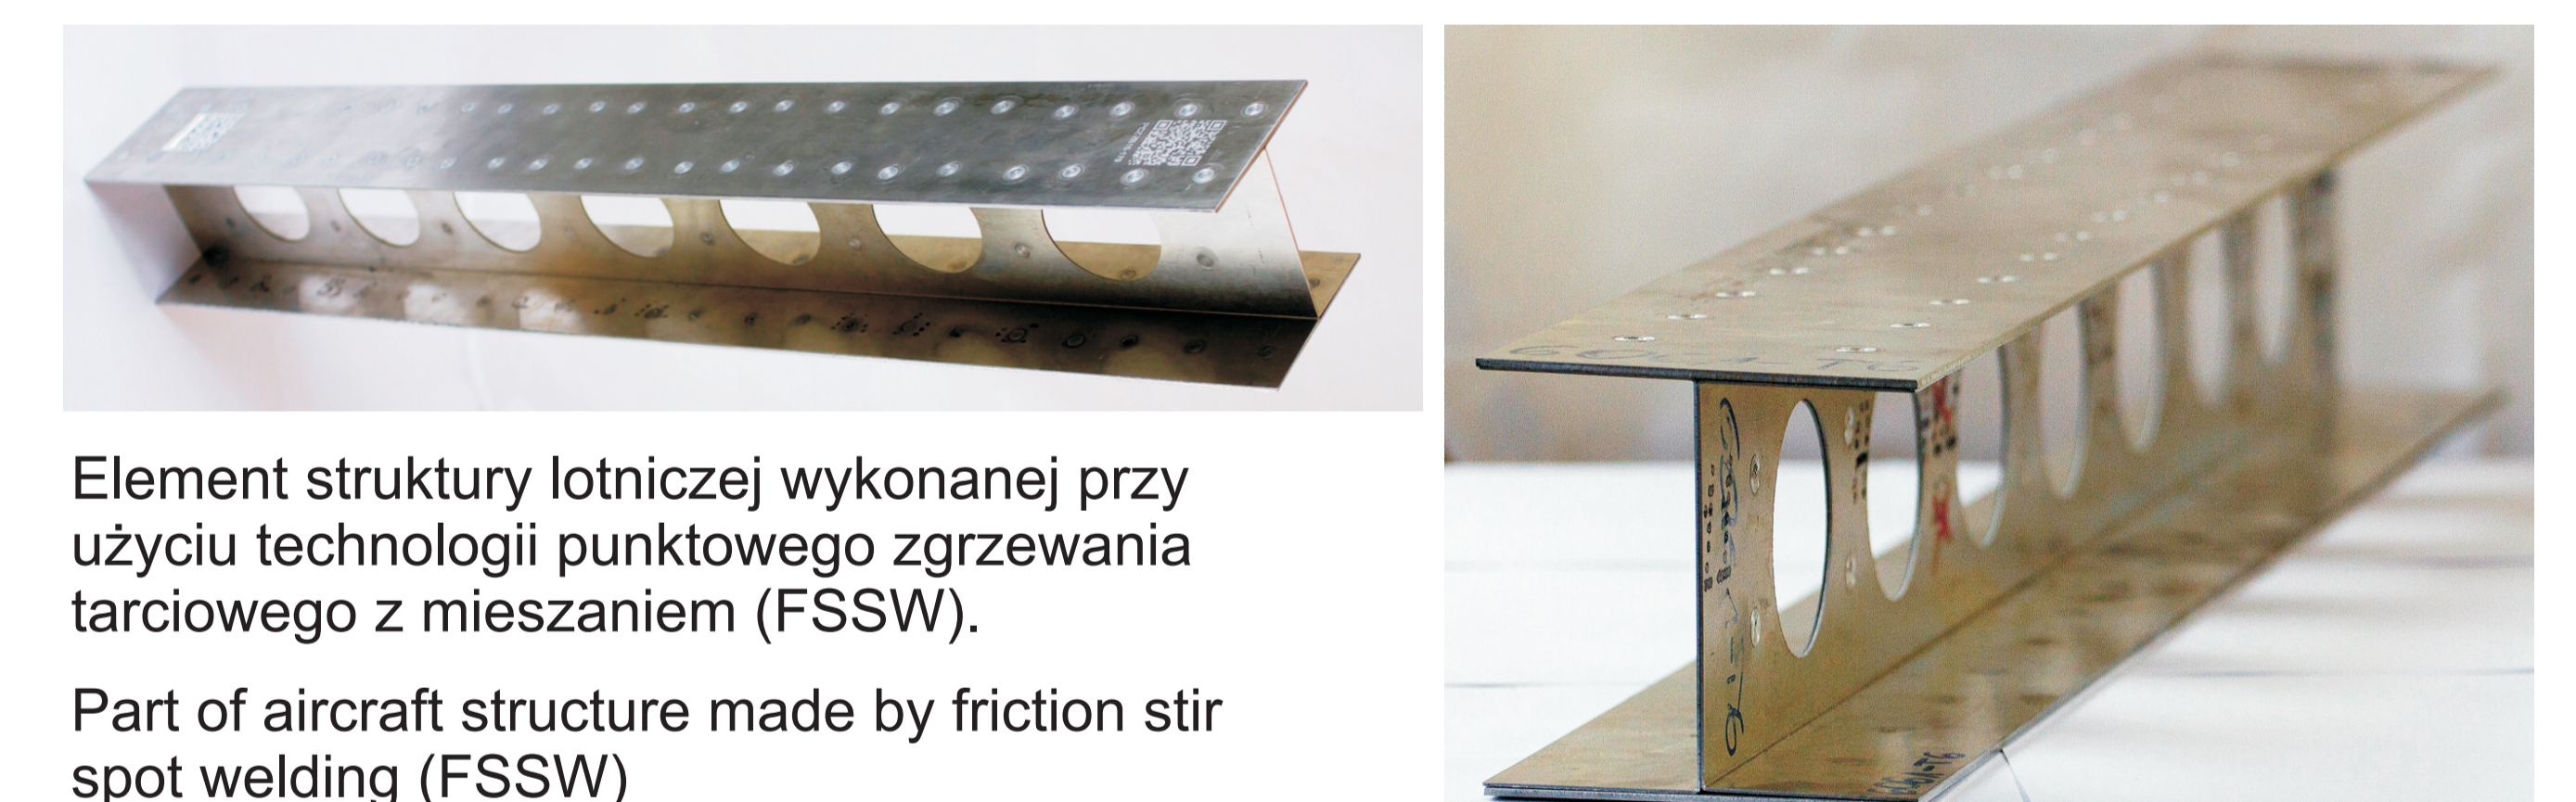 Element struktury lotniczej wykonanej przy
użyciu technologii punktowego zgrzewania
tarciowego z mieszaniem (FSSW).
Part of aircraft structure made by friction stir
spot welding (FSSW)